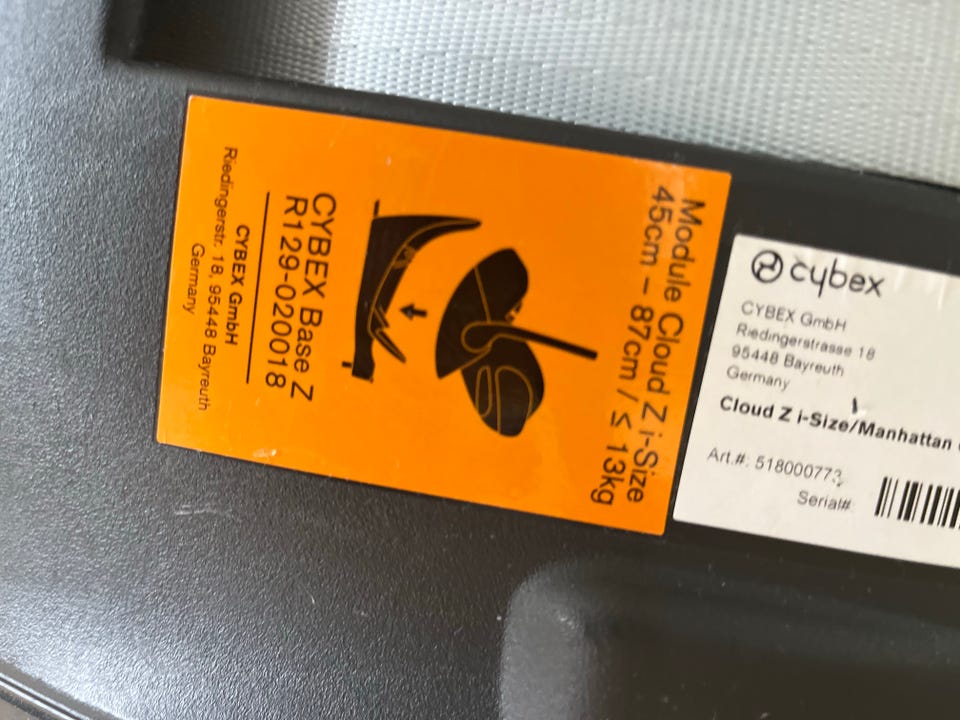 Module Cloud Z i-Size
45cm – 87cm / ≤ 13kg
CYBEX Base Z
R129-020018
CYBEX GmbH
Riedingerstr. 18, 95448 Bayreuth
Germany
cybex
CYBEX GmbH
Riedingerstrasse 18
95448 Bayreuth
Germany
Cloud Z i-Size/Manhattan
Art.#: 518000773
Serial#